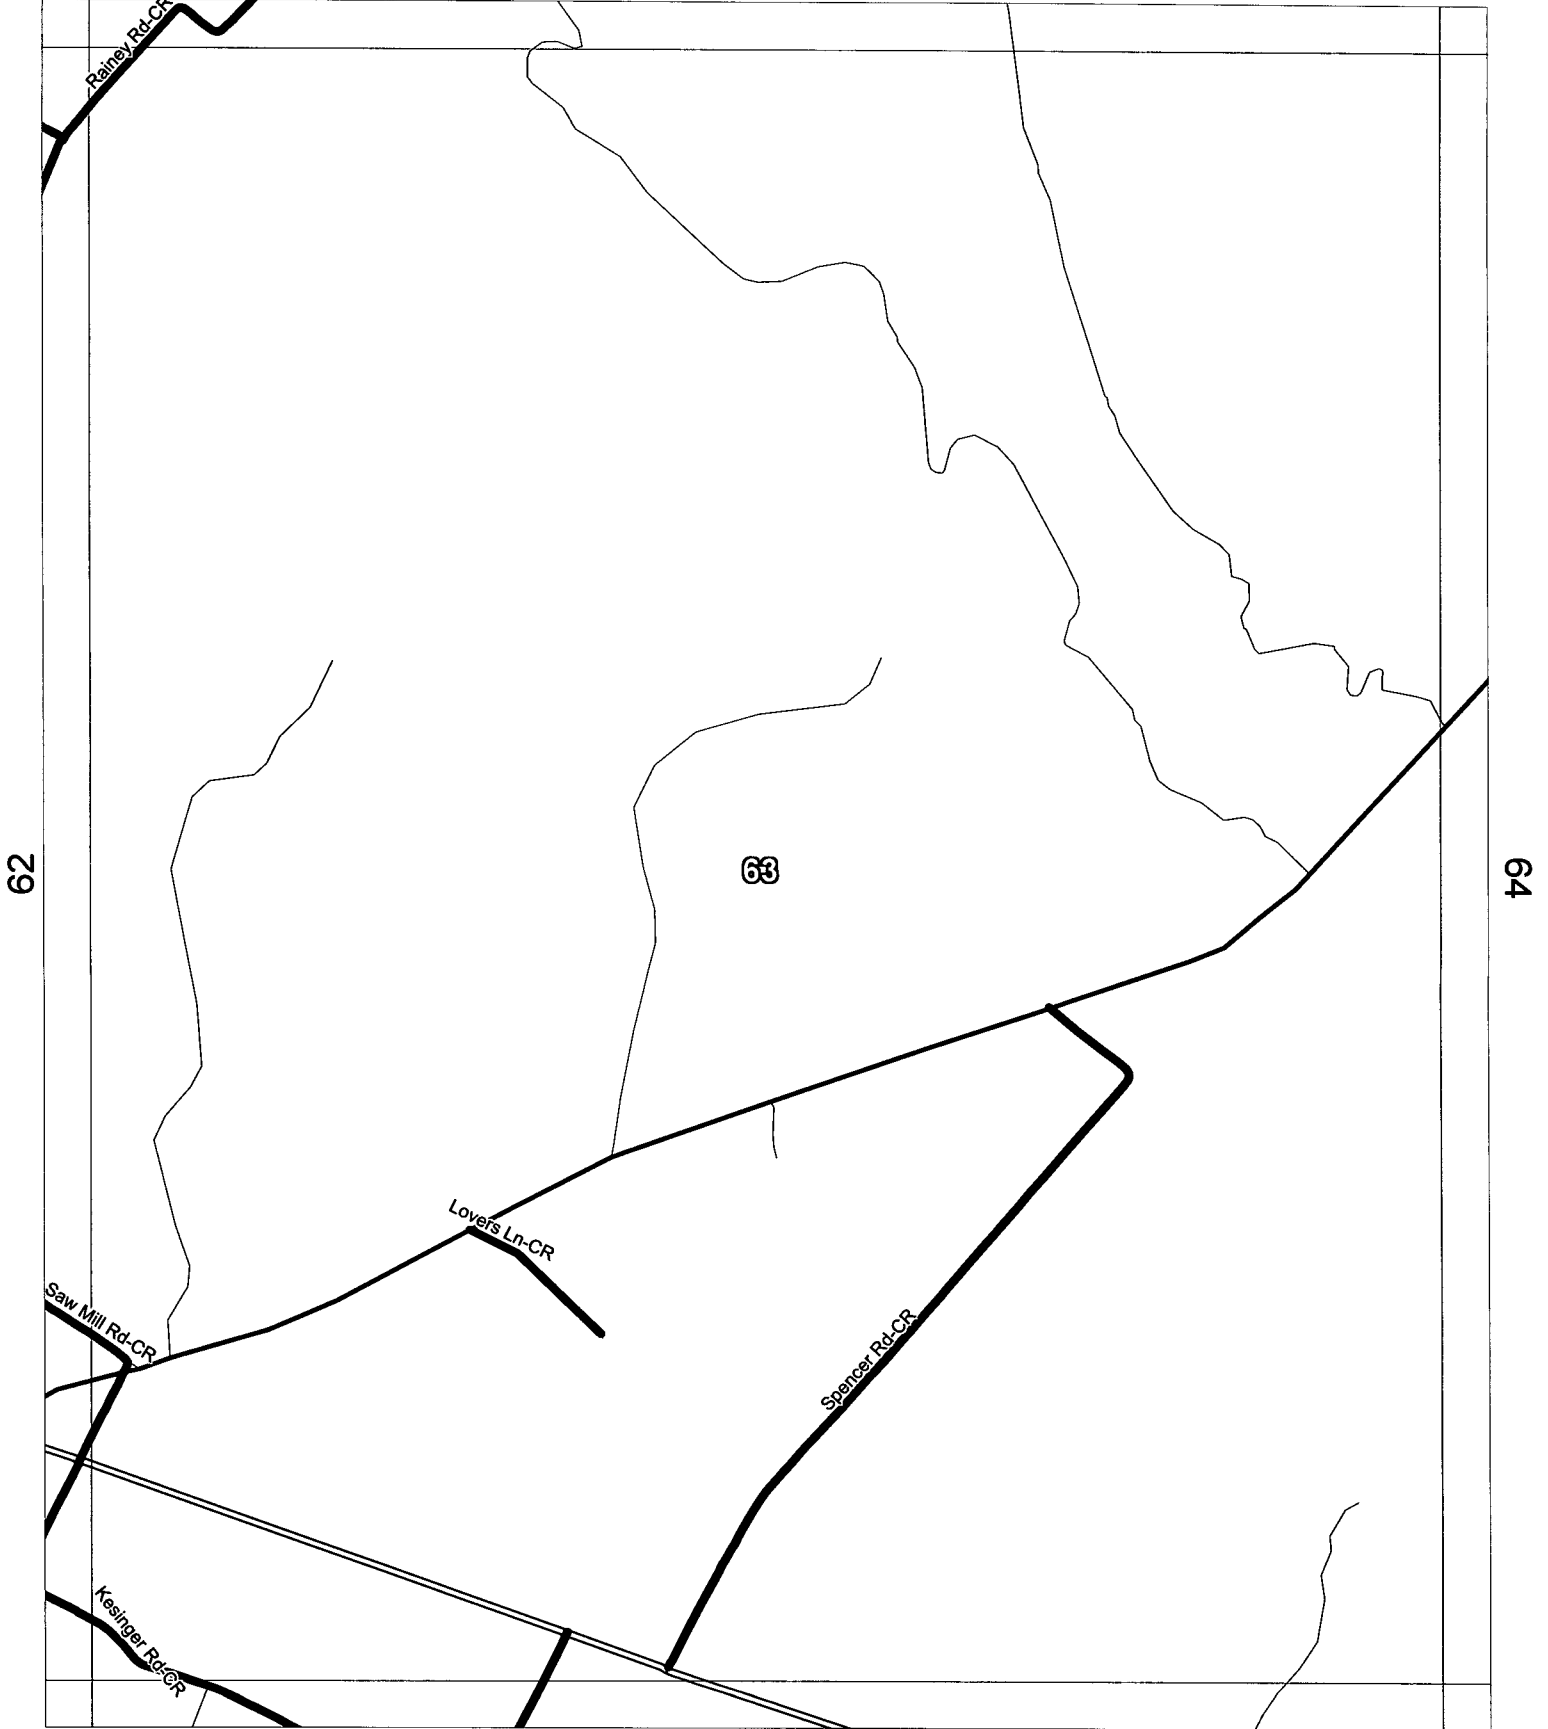 Rainey Rd-CR
62
63
64
Lovers Ln-CR
Saw Mill Rd-CR
Spencer Rd-CR
Kesinger Rd-CR